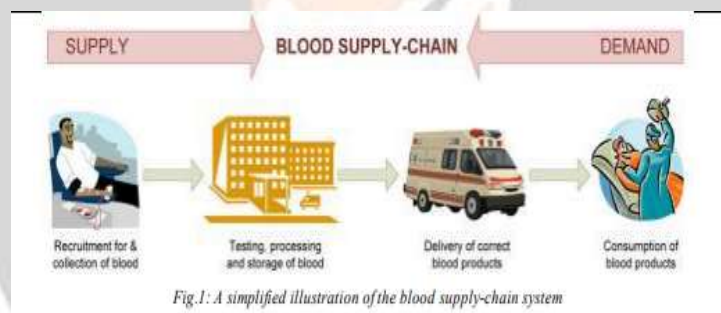 SUPPLY
BLOOD SUPPLY-CHAIN
DEMAND
Recruitment for &
collection of blood
Testing, processing
and storage of blood
Delivery of correct
blood products
Consumption of
blood products
Fig.1: A simplified illustration of the blood supply-chain system